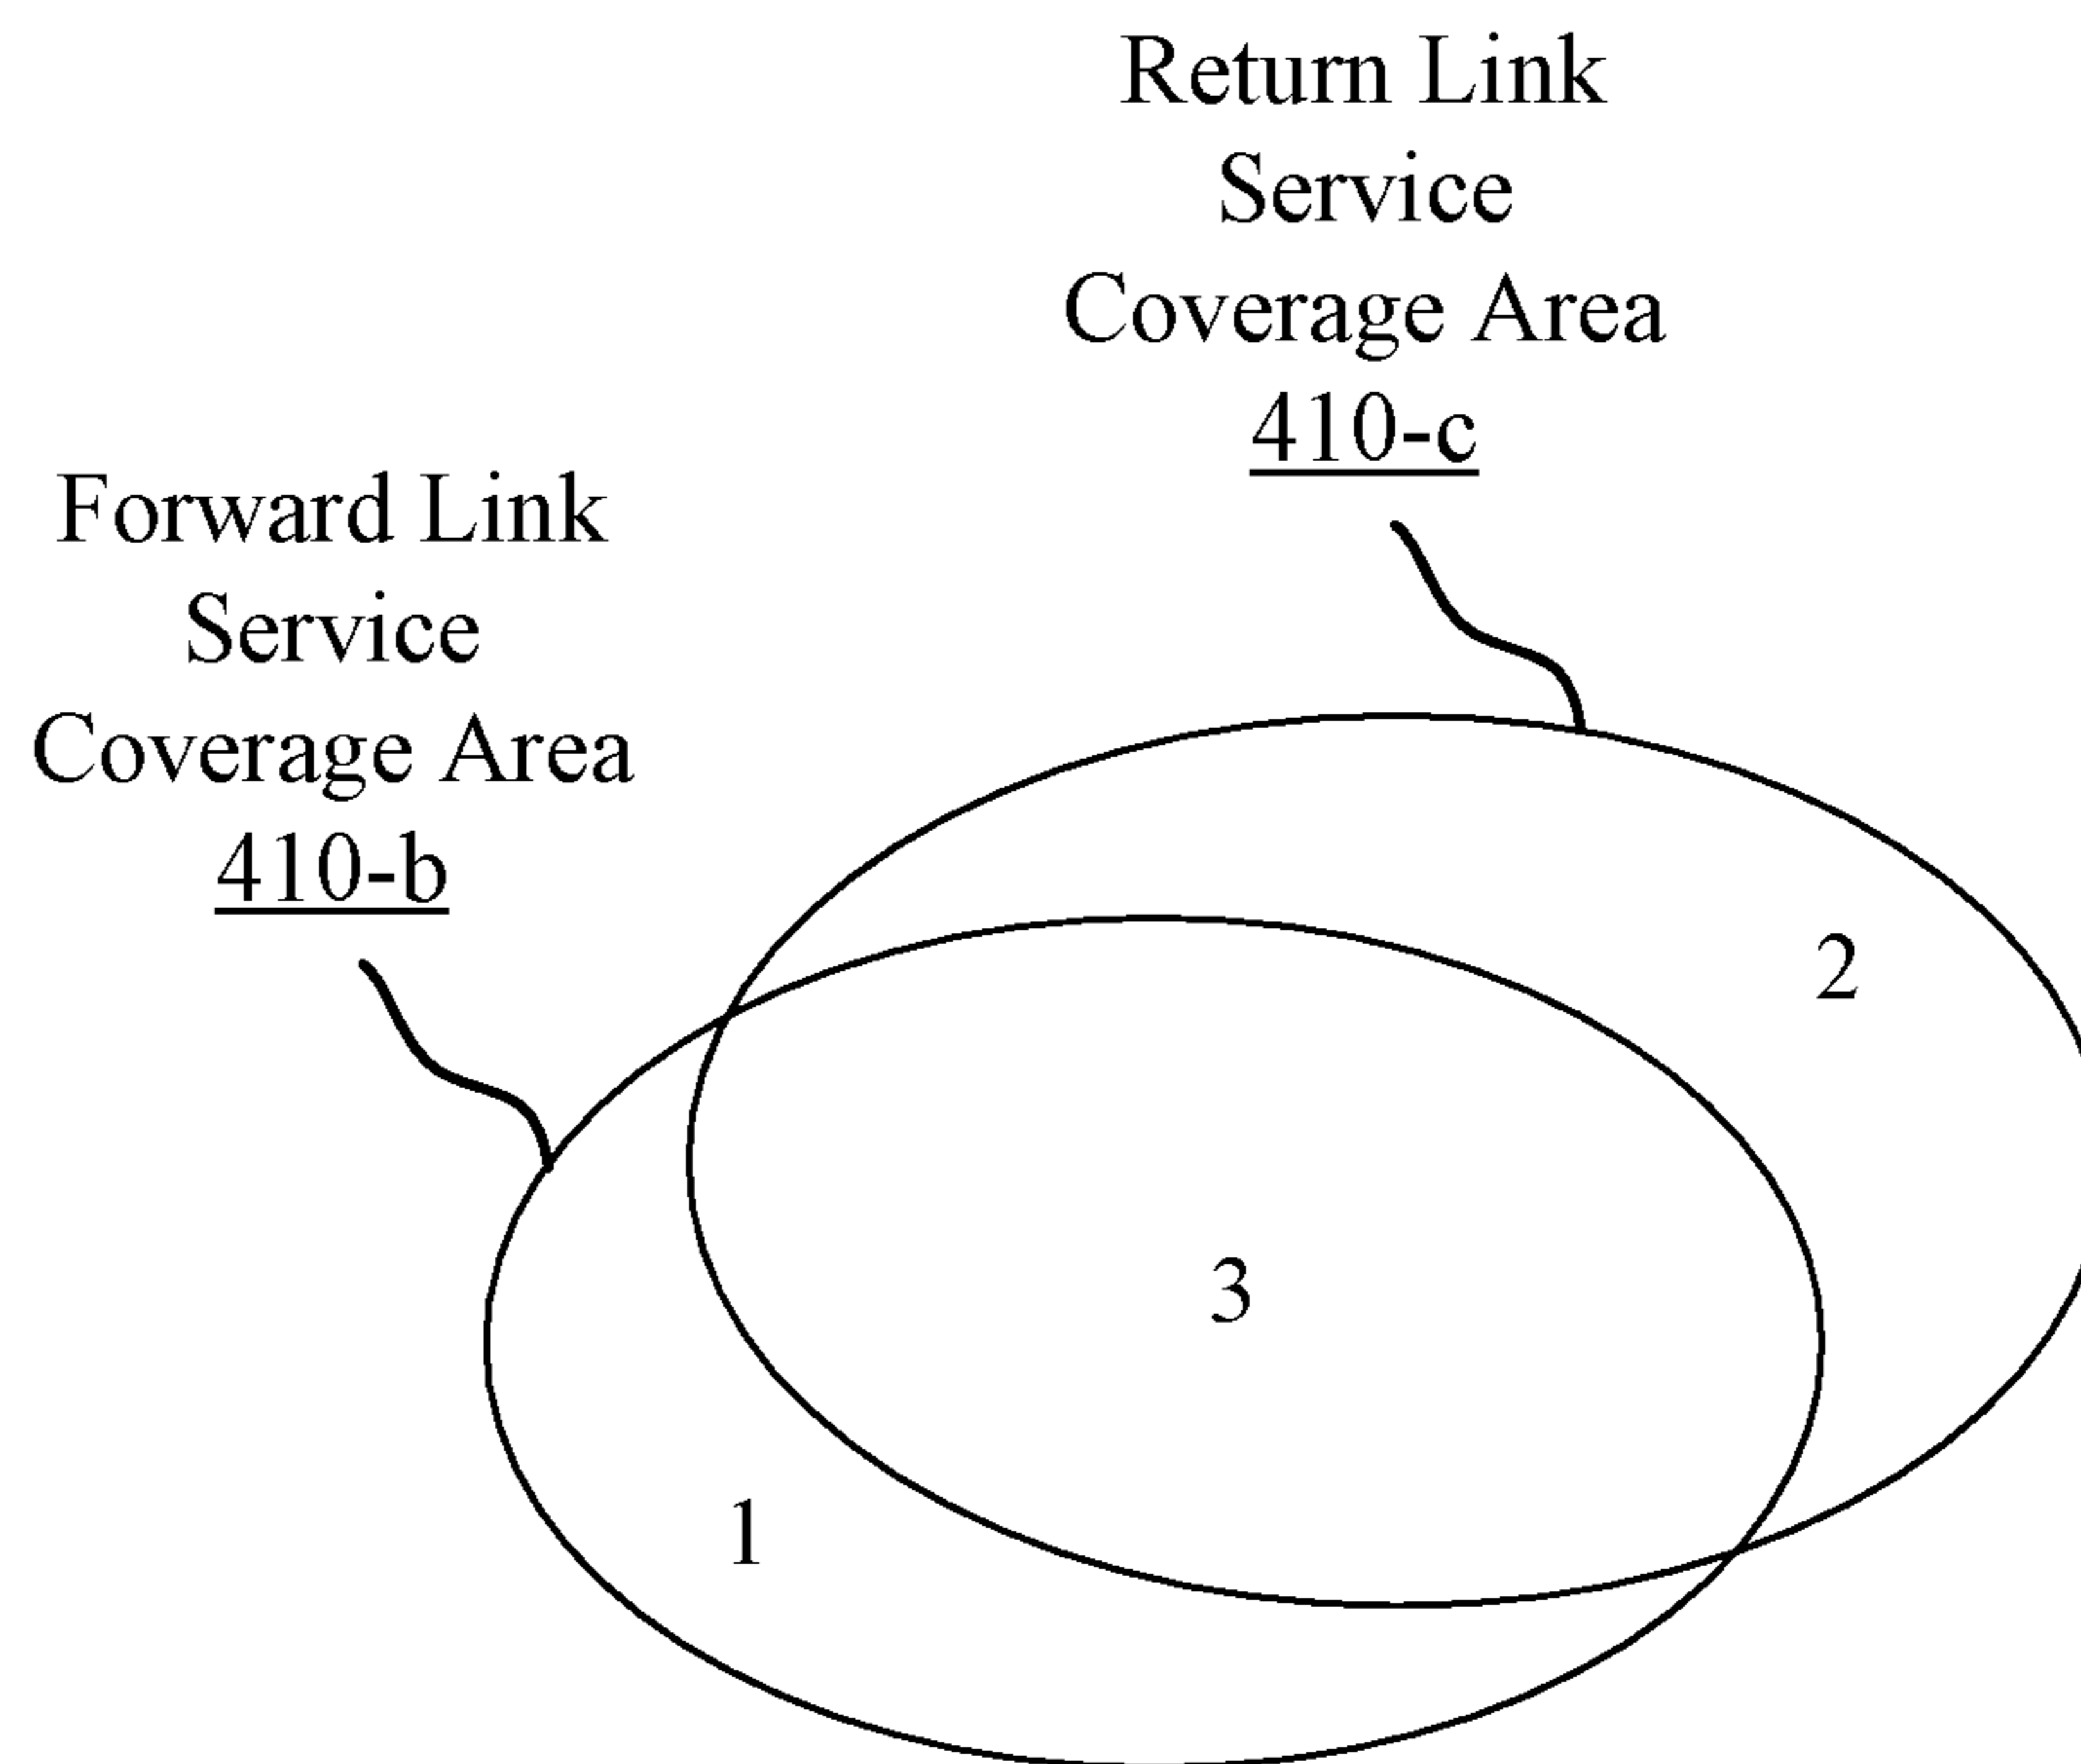 Return Link
Service
Coverage Area
410-c
Forward Link
Service
Coverage Area
410-b
2
3
1